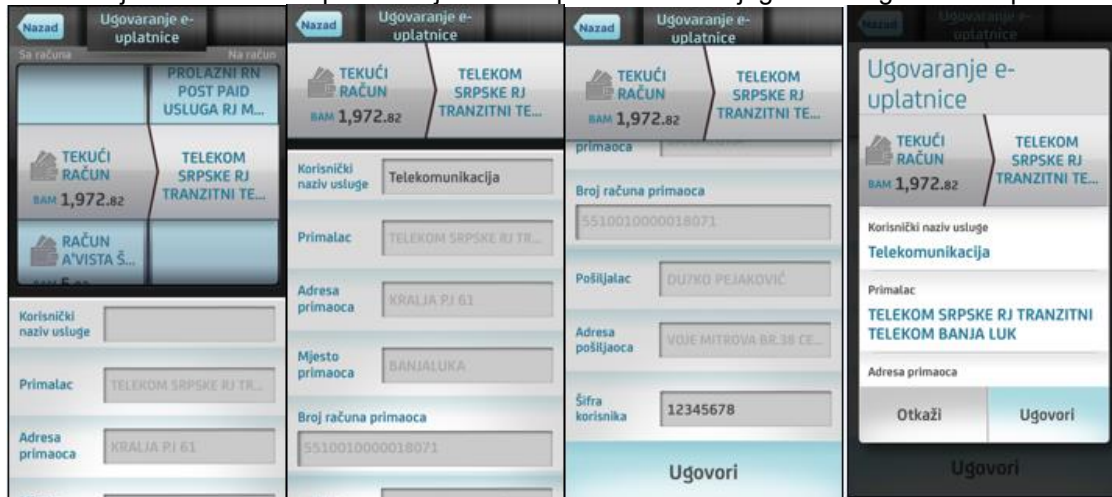 Nazad
Ugovaranje e-
uplatnice
Sa računa
Na račun
PROLAZNI RN
POST PAID
USLUGA RJ M...
TEKUĆI
RAČUN
BAM 1,972.82
TELEKOM
SRPSKE RJ
TRANZITNI TE...
RAČUN
A'VISTA Š...
Korisnički
naziv usluge
Primalac
TELEKOM SRPSKE RJ TR...
Adresa
primaoca
KRALJA P.I 61
Nazad
Ugovaranje e-
uplatnice
TEKUĆI
RAČUN
BAM 1,972.82
TELEKOM
SRPSKE RJ
TRANZITNI TE...
Korisnički
naziv usluge
Telekomunikacija
Primalac
TELEKOM SRPSKE RJ TR...
Adresa
primaoca
KRALJA P.I 61
Mjesto
primaoca
BANJALUKA
Broj računa primaoca
5510010000018071
Nazad
Ugovaranje e-
uplatnice
TEKUĆI
RAČUN
BAM 1,972.82
TELEKOM
SRPSKE RJ
TRANZITNI TE...
primaoca
Broj računa primaoca
5510010000018071
Pošiljalac
DU?KO PEJAKOVIĆ
Adresa
pošiljaoca
VOJE MITROVA BR.38 CE...
Šifra
korisnika
12345678
Ugovori
Nazad
Ugovaranje e-
uplatnice
Ugovaranje e-
uplatnice
TEKUĆI
RAČUN
BAM 1,972.82
TELEKOM
SRPSKE RJ
TRANZITNI TE...
Korisnički naziv usluge
Telekomunikacija
Primalac
TELEKOM SRPSKE RJ TRANZITNI
TELEKOM BANJA LUK
Adresa primaoca
Otkaži
Ugovori
Ugovori